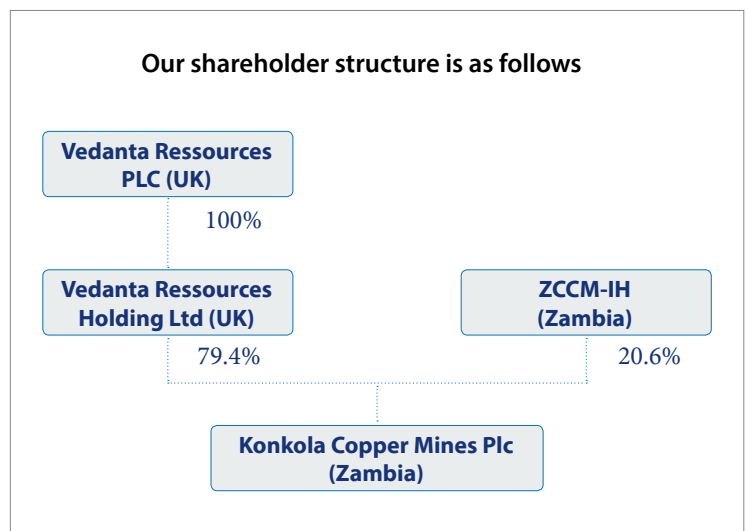 Our shareholder structure is as follows
Vedanta Ressources
PLC (UK)
100%
Vedanta Ressources
Holding Ltd (UK)
ZCCM-IH
(Zambia)
79.4%
20.6%
Konkola Copper Mines Plc
(Zambia)